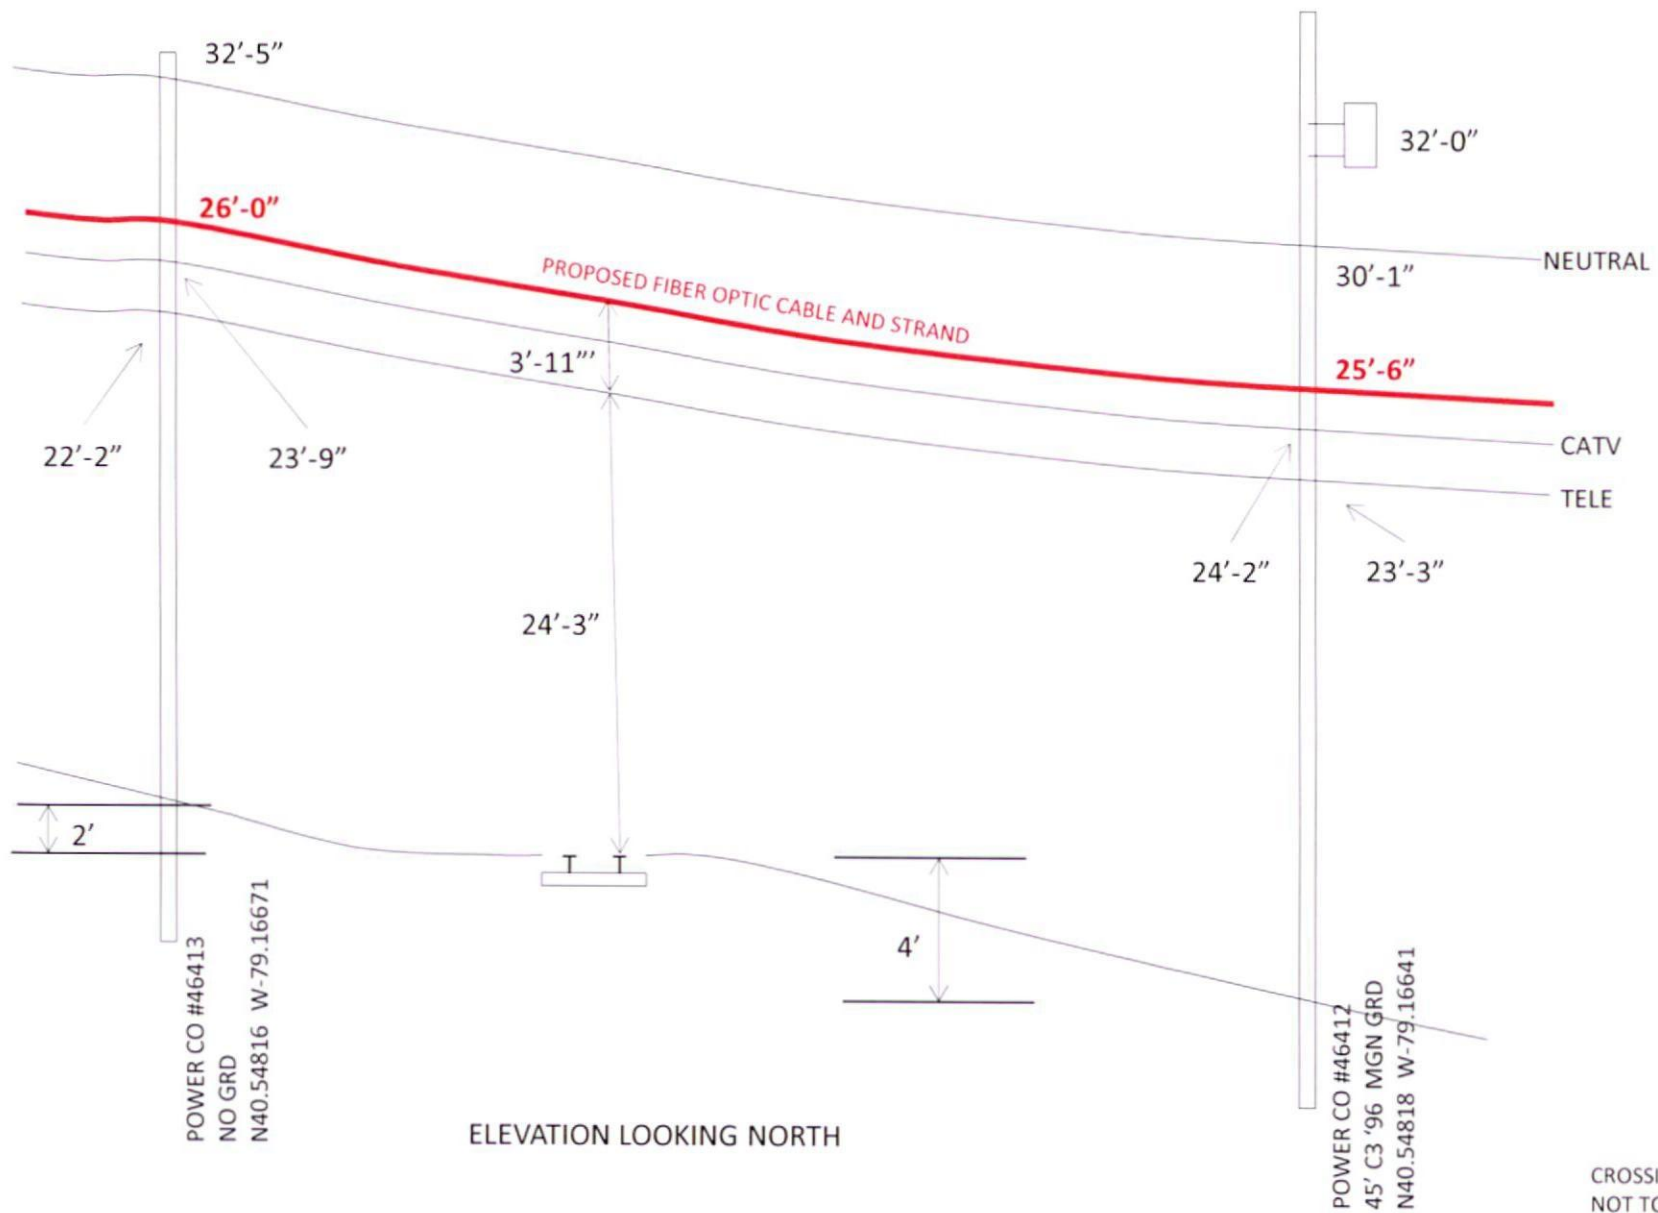 32'-5"
32'-0"
26'-0"
NEUTRAL
30'-1"
PROPOSED FIBER OPTIC CABLE AND STRAND
3'-11"'
25'-6"
22'-2"
23'-9"
CATV
TELE
24'-2"
23'-3"
24'-3"
2'
T T
4'
POWER CO #46413
NO GRD
N40.54816 W-79.16671
POWER CO #46412
45' C3 '96 MGN GRD
N40.54818 W-79.16641
ELEVATION LOOKING NORTH
NOT TO